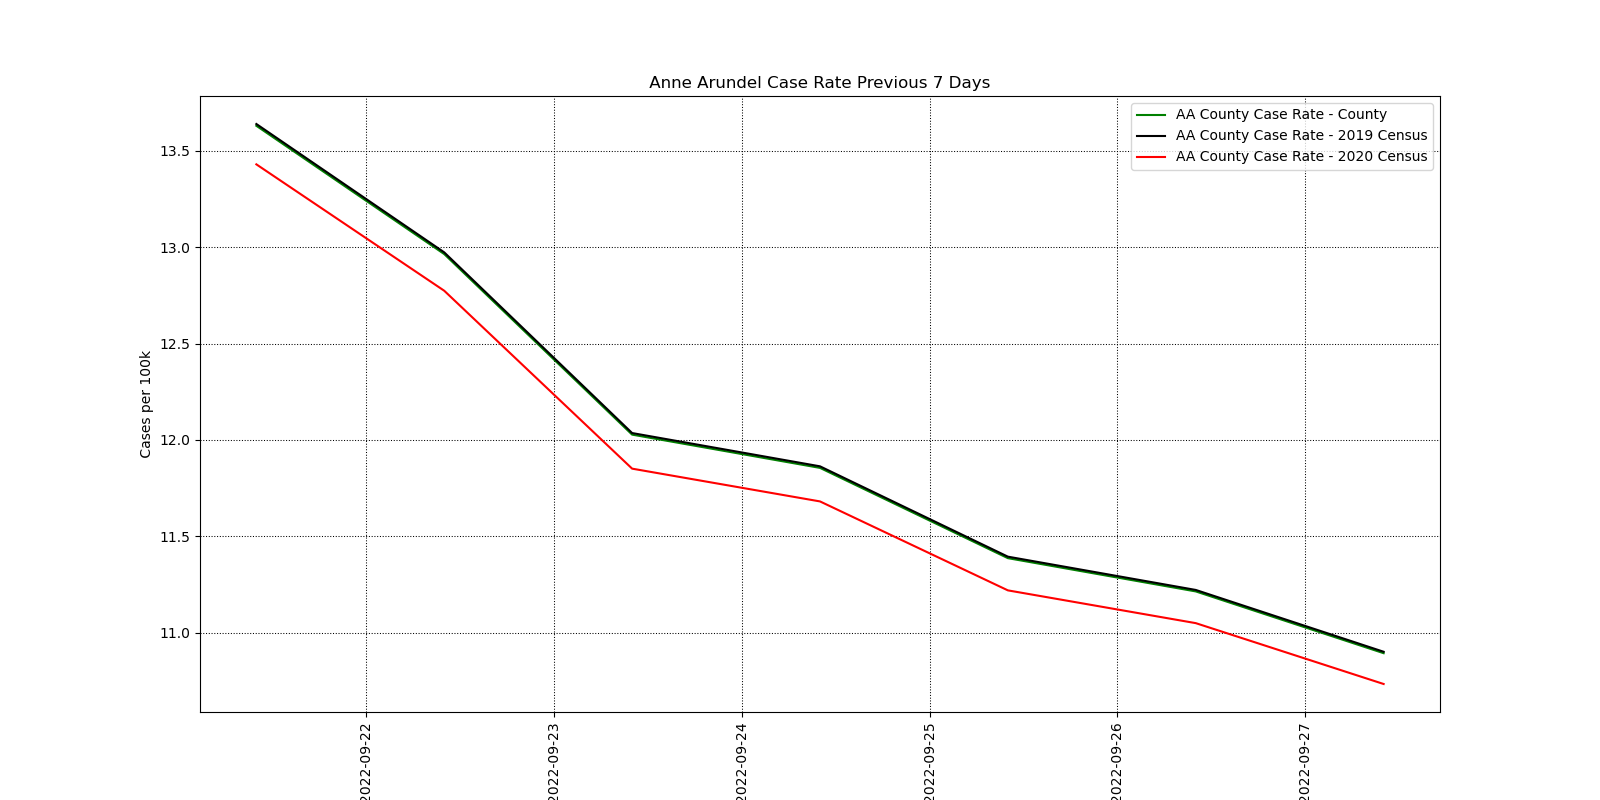 Anne Arundel Case Rate Previous 7 Days
AA County Case Rate - County
AA County Case Rate - 2019 Census
AA County Case Rate - 2020 Census
Cases per 100k
13.5
13.0
12.5
12.0
11.5
11.0
2022-09-22
2022-09-23
2022-09-24
2022-09-25
2022-09-26
2022-09-27